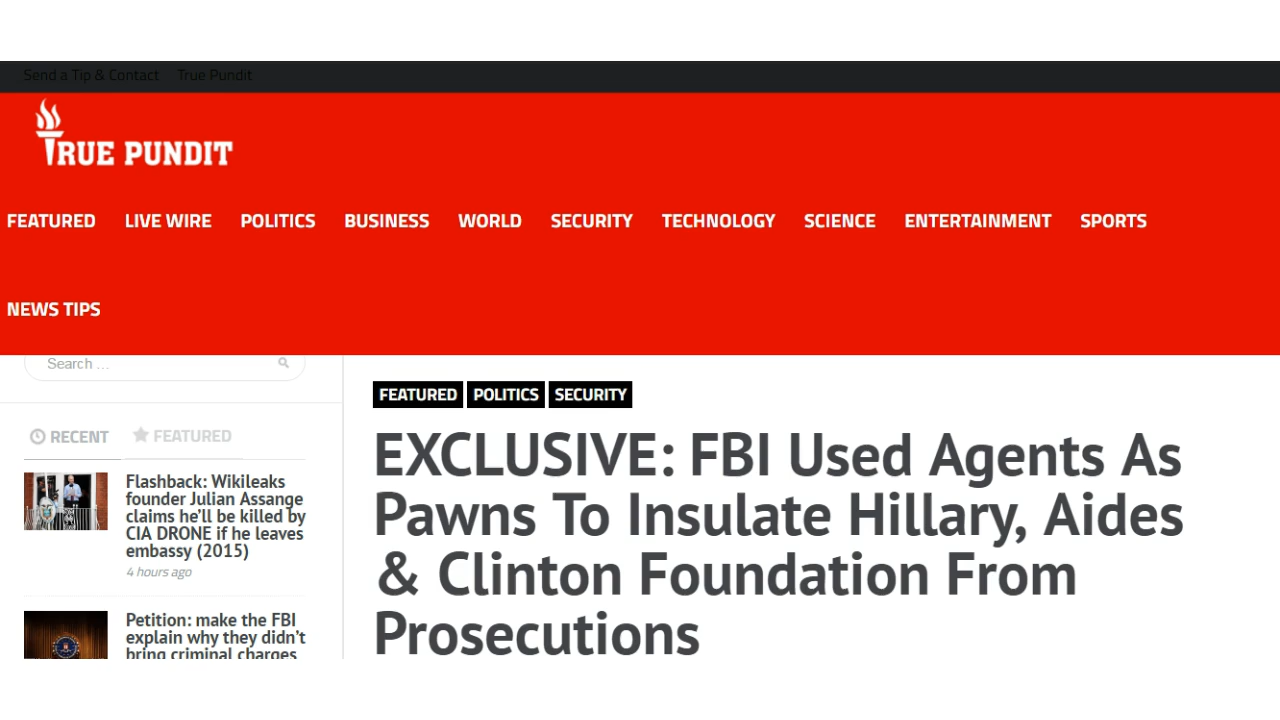 Send a Tip & Contact True Pundit
TRUE PUNDIT
FEATURED LIVE WIRE POLITICS BUSINESS WORLD SECURITY TECHNOLOGY SCIENCE ENTERTAINMENT SPORTS
NEWS TIPS
Search ...
RECENT FEATURED
Flashback: Wikileaks
founder Julian Assange
claims he'll be killed by
CIA DRONE if he leaves
embassy (2015)
4 hours ago
Petition: make the FBI
explain why they didn't
bring criminal charges
FEATURED POLITICS SECURITY
EXCLUSIVE: FBI Used Agents As
Pawns To Insulate Hillary, Aides
& Clinton Foundation From
Prosecutions